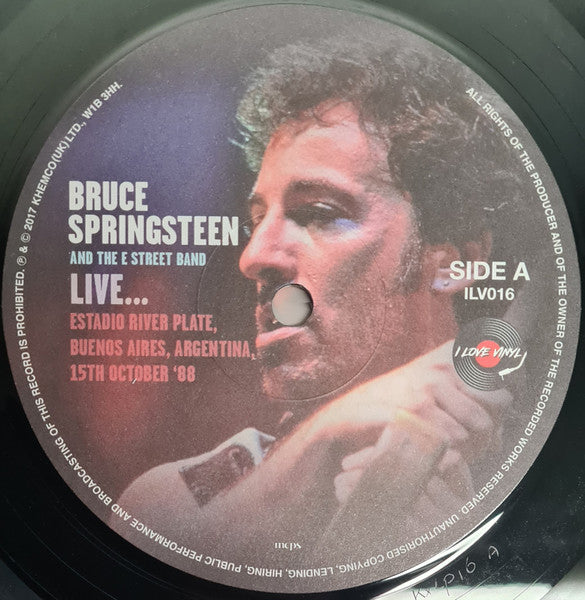 BRUCE
SPRINGSTEEN
AND THE E STREET BAND
LIVE...
ESTADIO RIVER PLATE,
BUENOS AIRES, ARGENTINA,
15TH OCTOBER '88
SIDE A
ILV016
I LOVE VINYL
mcps
ALL RIGHTS OF THE PRODUCER AND OF THE OWNER OF THE RECORDED WORKS RESERVED. UNAUTHORISED COPYING, LENDING, HIRING, PUBLIC PERFORMANCE AND BROADCASTING OF THIS RECORD IS PROHIBITED. ℗ & © 2017 KHEMCO(UK) LTD., W1B 3HH.